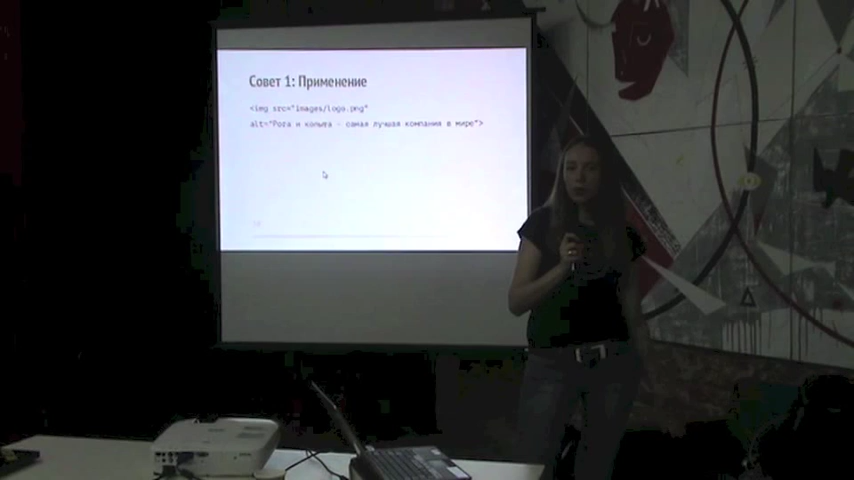 Совет 1: Применение
<img src="images/logo.png"
alt="Рога и копыта - самая лучшая компания в мире">